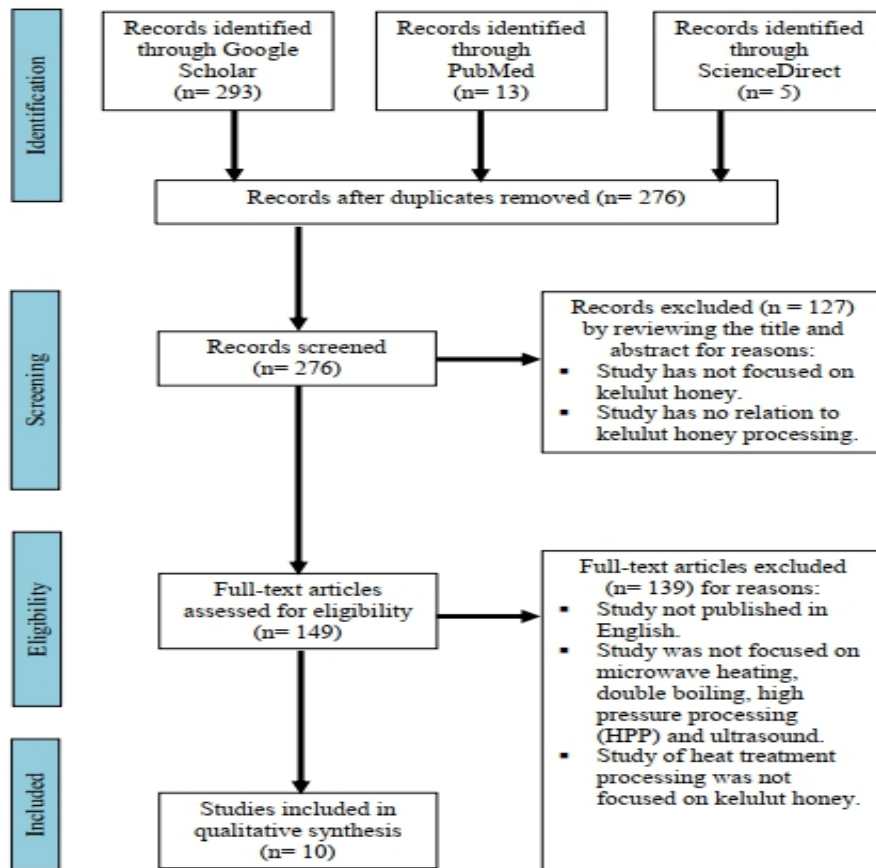 Identification
Records identified
through Google
Scholar
(n= 293)
Records identified
through
PubMed
(n= 13)
Records identified
through
ScienceDirect
(n= 5)
Records after duplicates removed (n= 276)
Screening
Records screened
(n= 276)
Records excluded (n = 127)
by reviewing the title and
abstract for reasons:
▪ Study has not focused on
kelulut honey.
▪ Study has no relation to
kelulut honey processing.
Eligibility
Full-text articles
assessed for eligibility
(n= 149)
Full-text articles excluded
(n= 139) for reasons:
▪ Study not published in
English.
▪ Study was not focused on
microwave heating,
double boiling, high
pressure processing
(HPP) and ultrasound.
▪ Study of heat treatment
processing was not
focused on kelulut honey.
Included
Studies included in
qualitative synthesis
(n= 10)